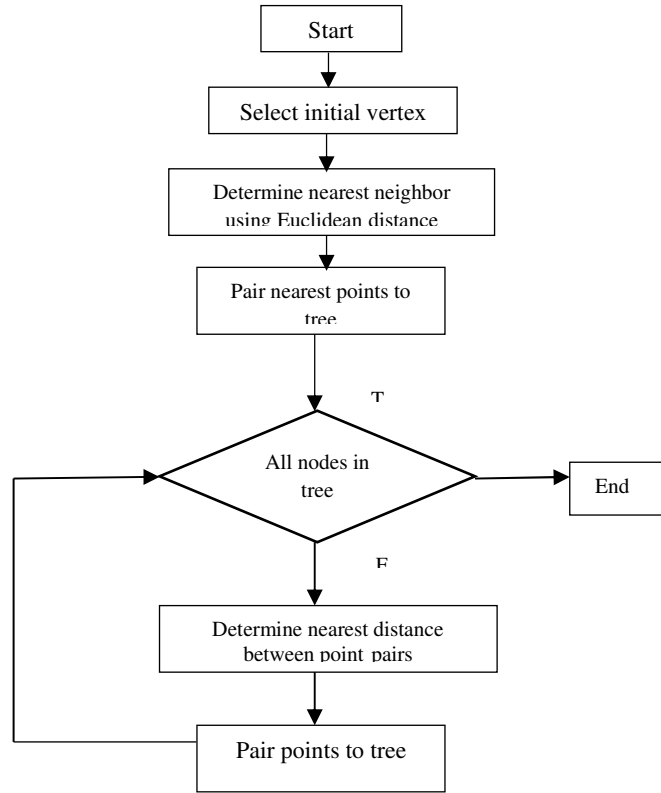 Start
Select initial vertex
Determine nearest neighbor
using Euclidean distance
Pair nearest points to
tree
T
All nodes in
tree
End
F
Determine nearest distance
between point pairs
Pair points to tree